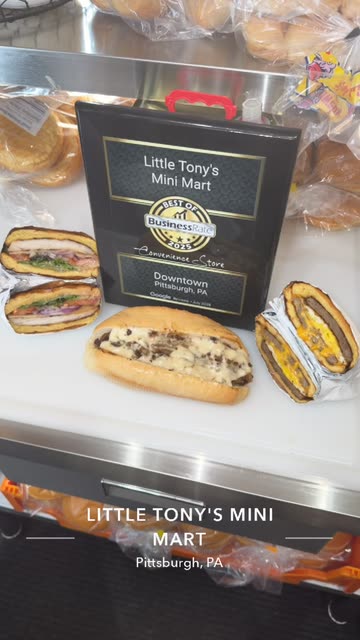 Little Tony's
Mini Mart
BEST OF
BusinessRate
2025
Convenience Store
Downtown
Pittsburgh, PA
Google
LITTLE TONY'S MINI
MART
Pittsburgh, PA